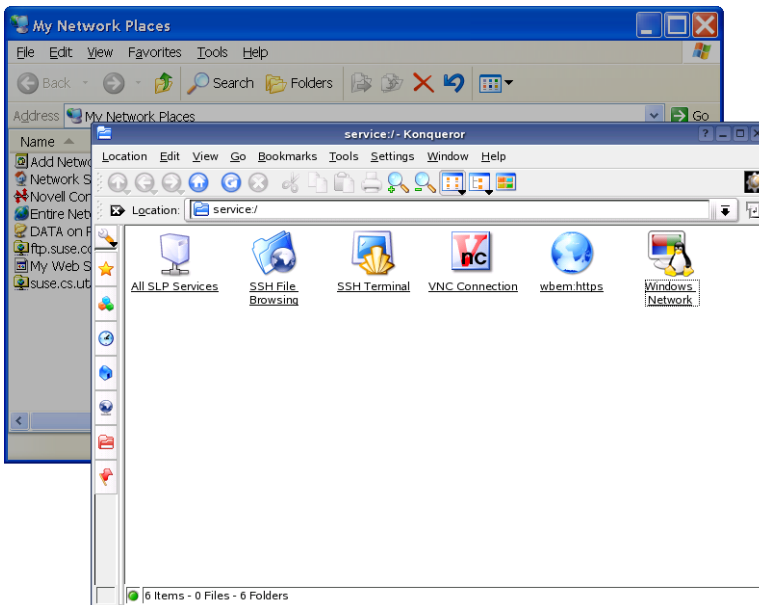 My Network Places
File Edit View Favorites Tools Help
Back Search Folders
Address My Network Places Go
Name
Add Netwo
Network S
Novell Con
Entire Net
DATA on
ftp.suse.co
My Web S
suse.cs.ut
service:/ - Konqueror
Location Edit View Go Bookmarks Tools Settings Window Help
Location: service:/
All SLP Services
SSH File
Browsing
SSH Terminal
VNC Connection
wbem:https
Windows
Network
6 Items - 0 Files - 6 Folders